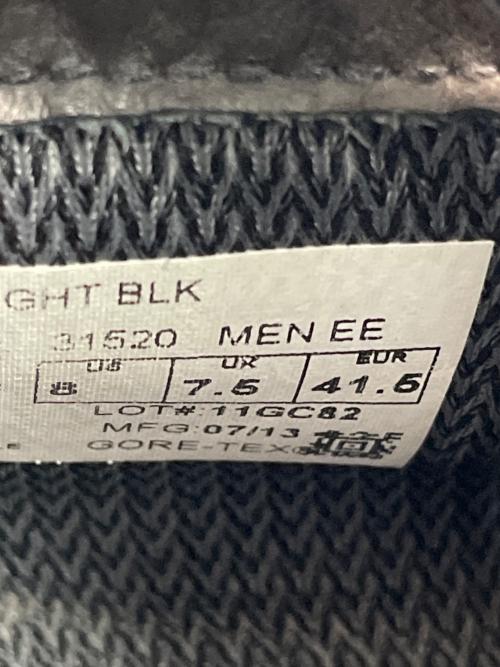 GHT BLK
31520 MEN EE
US UK EUR
8 7.5 41.5
LOT#:11GC82
MFG:07/13
GORE-TEX®